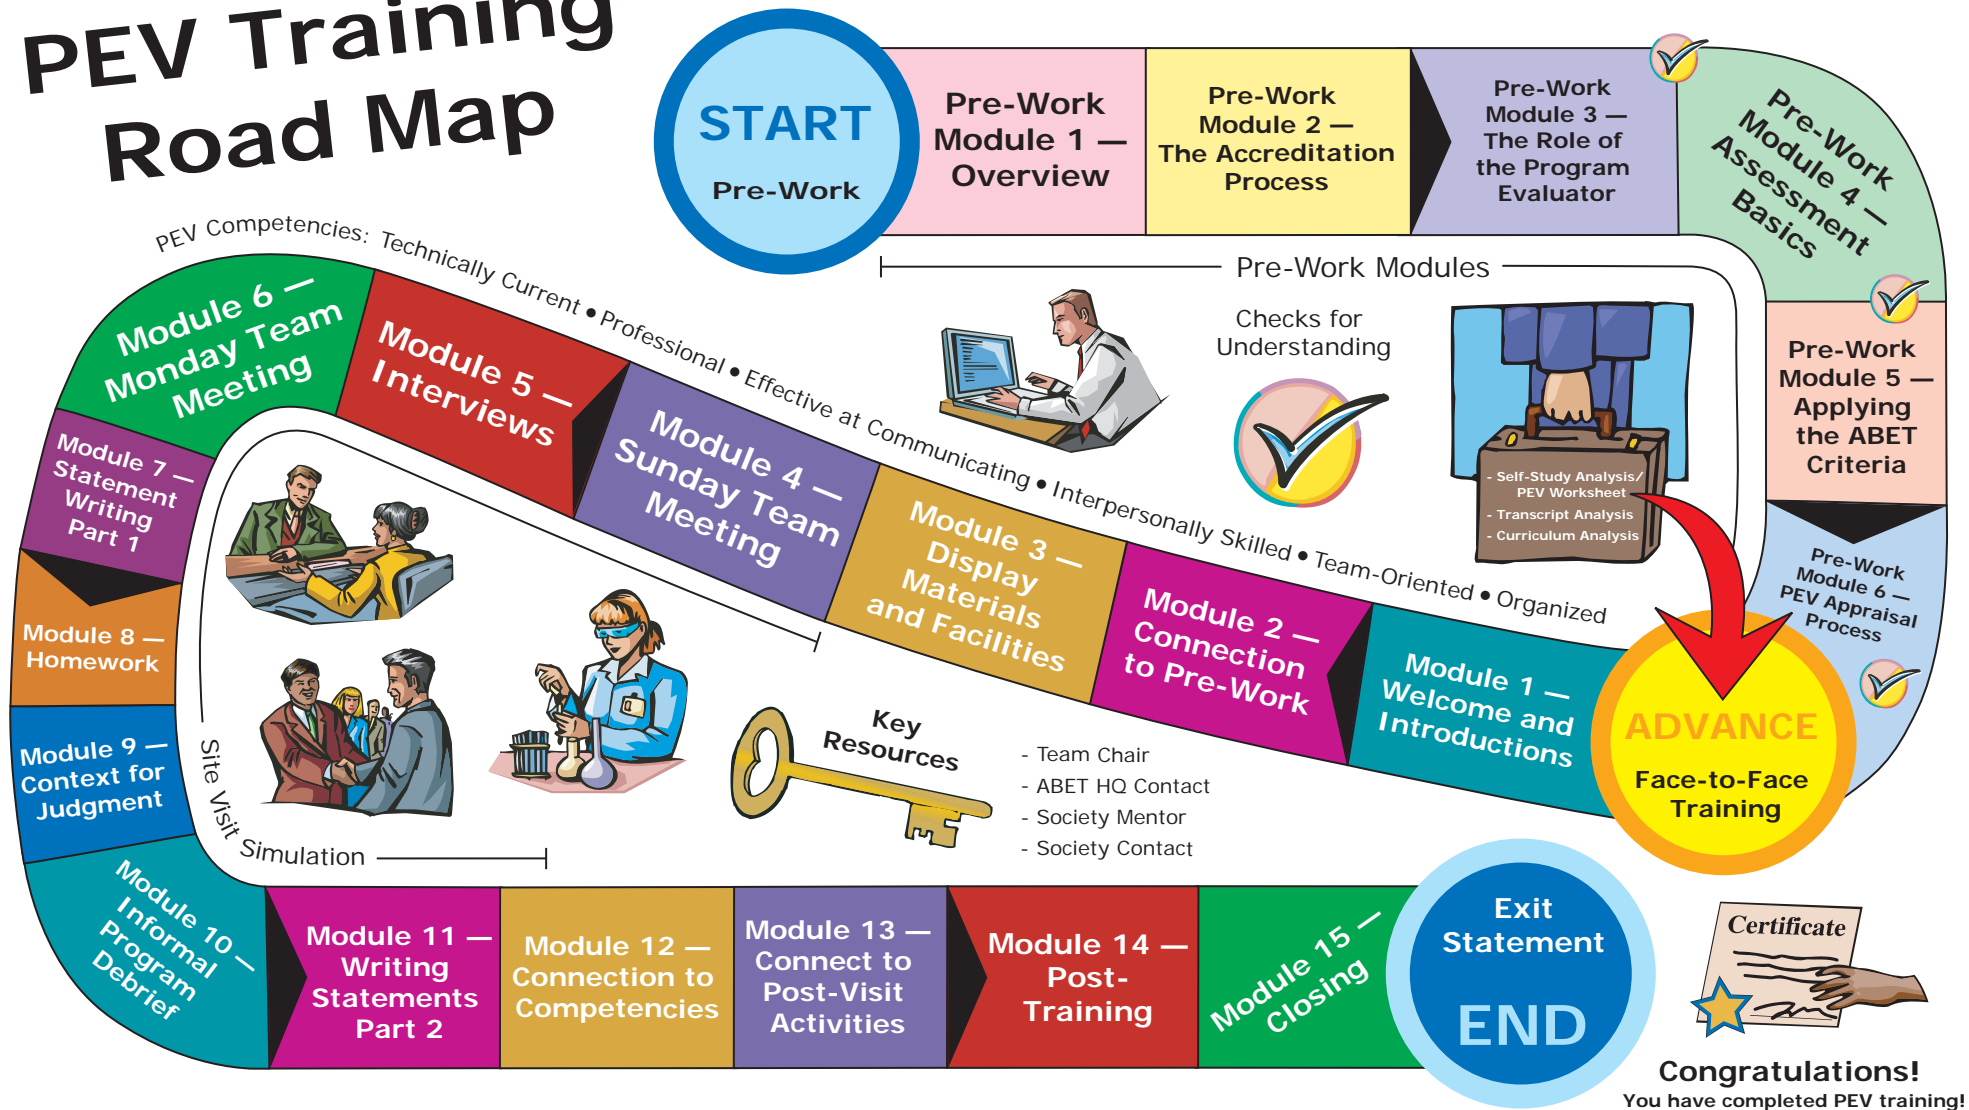 PEV Training
Road Map
START
Pre-Work
Pre-Work
Module 1 —
Overview
Pre-Work
Module 2 —
The Accreditation
Process
Pre-Work
Module 3 —
The Role of
the Program
Evaluator
Pre-Work
Module 4 —
Assessment
Basics
Pre-Work
Module 5 —
Applying
the ABET
Criteria
Pre-Work
Module 6 —
PEV Appraisal
Process
Pre-Work Modules
Checks for
Understanding
- Self-Study Analysis/
PEV Worksheet
- Transcript Analysis
- Curriculum Analysis
ADVANCE
Face-to-Face
Training
PEV Competencies: Technically Current • Professional • Effective at Communicating • Interpersonally Skilled • Team-Oriented • Organized
Module 1 —
Welcome and
Introductions
Module 2 —
Connection
to Pre-Work
Module 3 —
Display
Materials
and Facilities
Module 4 —
Sunday Team
Meeting
Module 5 —
Interviews
Module 6 —
Monday Team
Meeting
Module 7 —
Statement
Writing
Part 1
Module 8 —
Homework
Module 9 —
Context for
Judgment
Module 10 —
Informal
Program
Debrief
Site Visit Simulation
Key
Resources
- Team Chair
- ABET HQ Contact
- Society Mentor
- Society Contact
Module 11 —
Writing
Statements
Part 2
Module 12 —
Connection to
Competencies
Module 13 —
Connect to
Post-Visit
Activities
Module 14 —
Post-
Training
Module 15 —
Closing
Exit
Statement
END
Certificate
Congratulations!
You have completed PEV training!